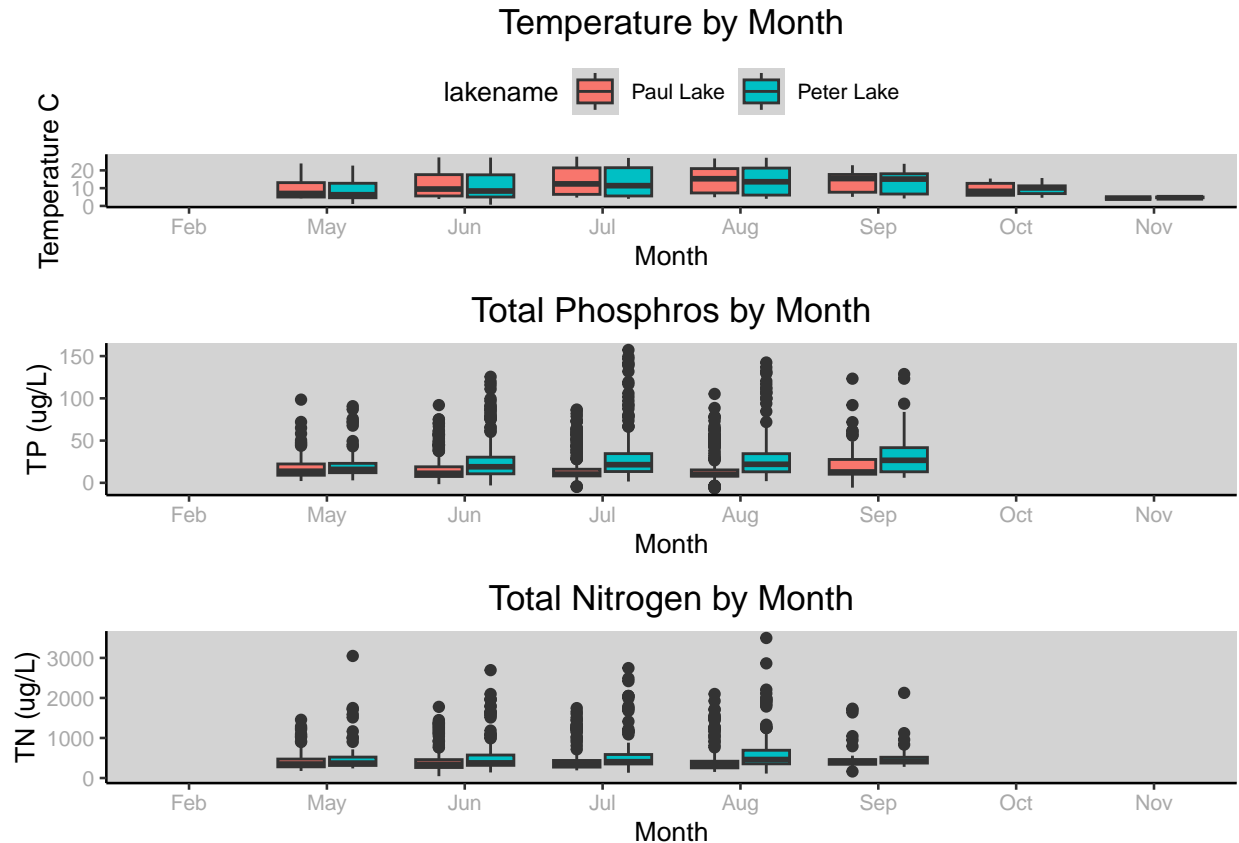 Temperature by Month
lakename Paul Lake Peter Lake
Temperature C
20
10
0
Feb May Jun Jul Aug Sep Oct Nov
Month
Total Phosphros by Month
TP (ug/L)
150
100
50
0
Feb May Jun Jul Aug Sep Oct Nov
Month
Total Nitrogen by Month
TN (ug/L)
3000
2000
1000
0
Feb May Jun Jul Aug Sep Oct Nov
Month